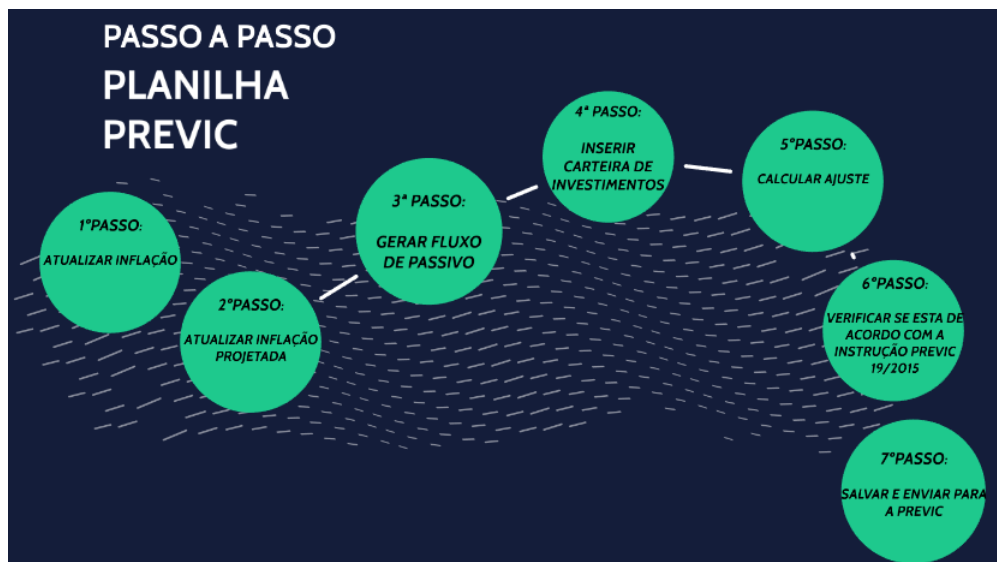 PASSO A PASSO
PLANILHA
PREVIC
1°PASSO:
ATUALIZAR INFLAÇÃO
2°PASSO:
ATUALIZAR INFLAÇÃO
PROJETADA
3ª PASSO:
GERAR FLUXO
DE PASSIVO
4ª PASSO:
INSERIR
CARTEIRA DE
INVESTIMENTOS
5°PASSO:
CALCULAR AJUSTE
6°PASSO:
VERIFICAR SE ESTA DE
ACORDO COM A
INSTRUÇÃO PREVIC
19/2015
7°PASSO:
SALVAR E ENVIAR PARA
A PREVIC